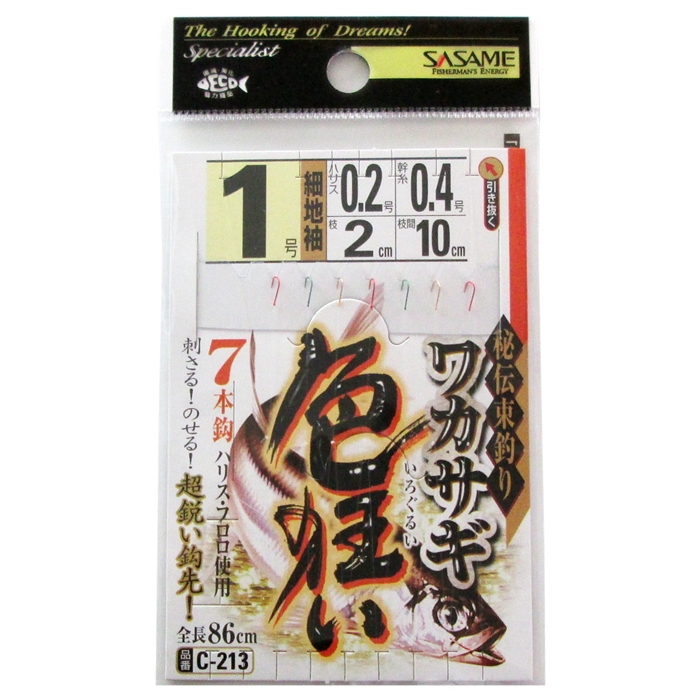 The Hooking of Dreams!
Specialist
ECO
SASAME
FISHERMAN'S ENERGY
1号
細地袖
ハリス 0.2号
幹糸 0.4号
枝 2cm
枝間 10cm
引き抜く
秘伝束釣り
ワカサギ
いろぐるい
色狂い
7本鈎
ハリス・フロロ使用
刺さる!のせる!
超鋭い鈎先!
全長86cm
品番 C-213